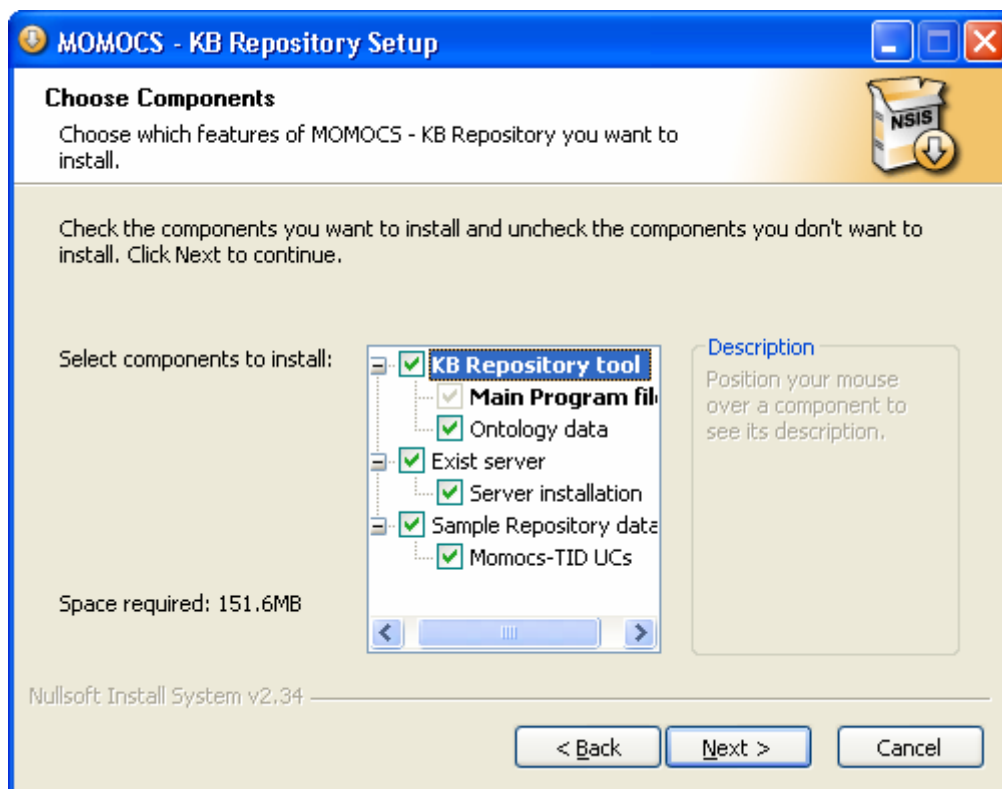 MOMOCS - KB Repository Setup
Choose Components
Choose which features of MOMOCS - KB Repository you want to
install.
NSIS
Check the components you want to install and uncheck the components you don't want to
install. Click Next to continue.
Select components to install:
KB Repository tool
Main Program fil
Ontology data
Exist server
Server installation
Sample Repository data
Momocs-TID UCs
Description
Position your mouse
over a component to
see its description.
Space required: 151.6MB
Nullsoft Install System v2.34
< Back
Next >
Cancel